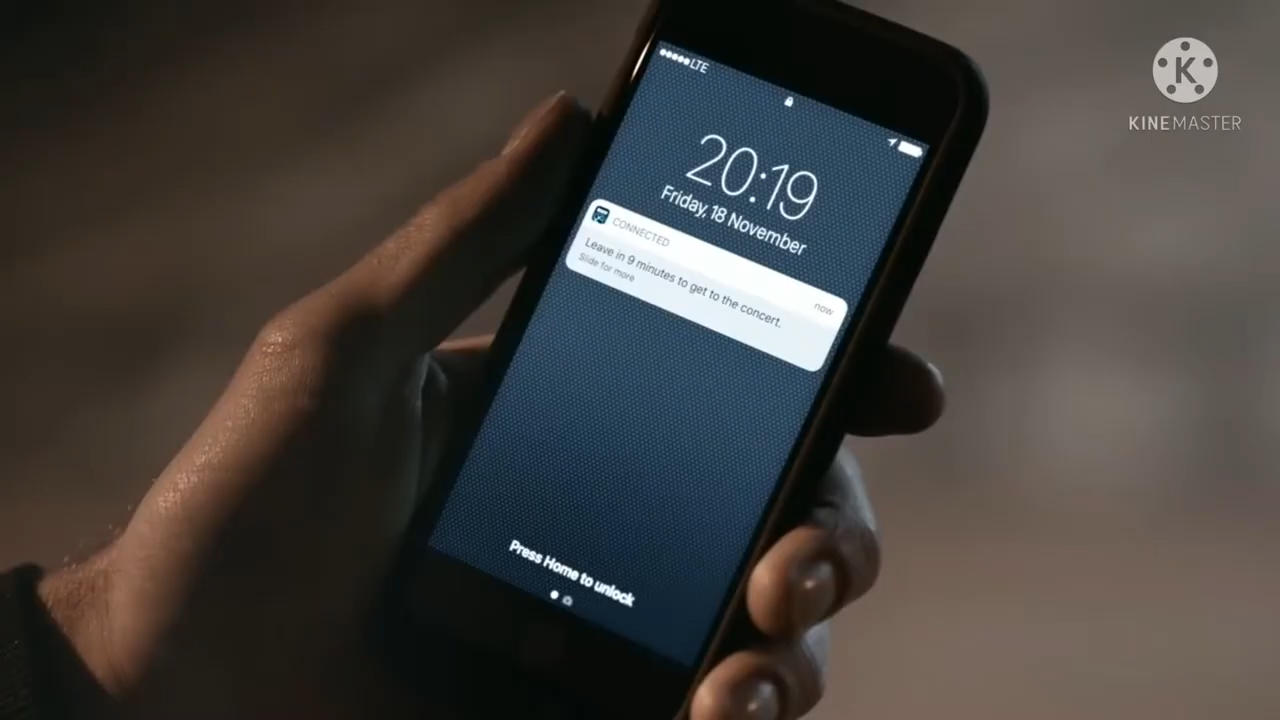 LTE
20:19
Friday, 18 November
CONNECTED
now
Leave in 9 minutes to get to the concert.
Slide for more
Press Home to unlock
K
KINEMASTER